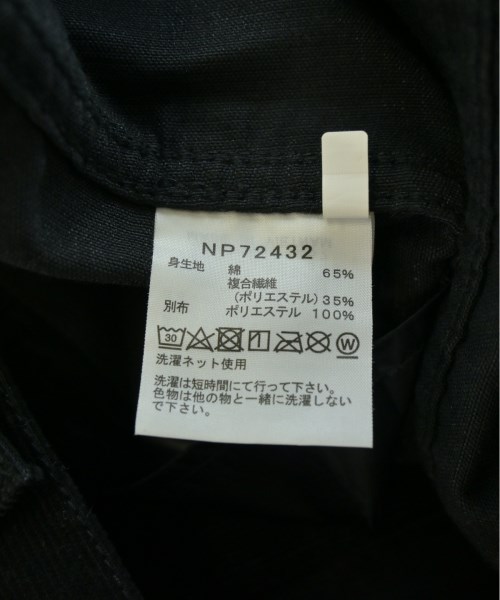 NP72432
身生地 綿 65%
複合繊維
(ポリエステル)35%
別布 ポリエステル 100%
30
洗濯ネット使用
洗濯は短時間にて行って下さい。
色物は他の物と一緒に洗濯しない
で下さい。